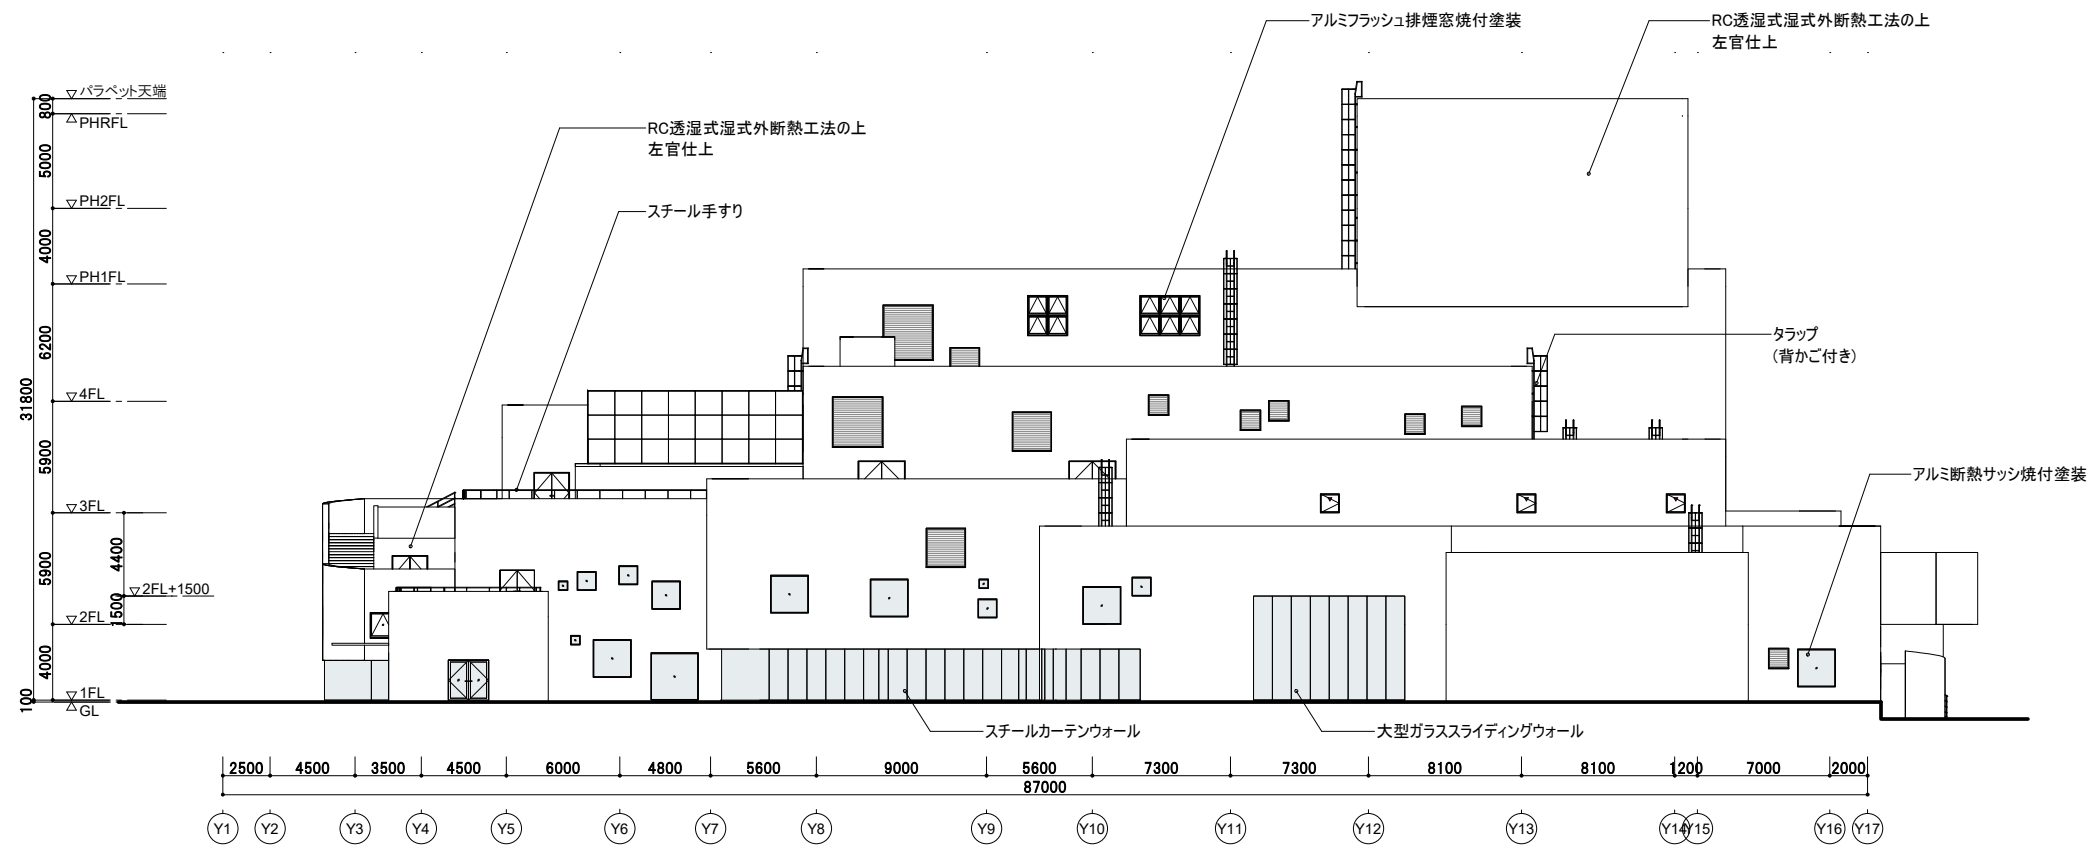 アルミフラッシュ排煙窓焼付塗装
RC透湿式湿式外断熱工法の上
左官仕上
RC透湿式湿式外断熱工法の上
左官仕上
スチール手すり
タラップ
(背かご付き)
アルミ断熱サッシ焼付塗装
スチールカーテンウォール
大型ガラススライディングウォール
パラペット天端
PHRFL
PH2FL
PH1FL
4FL
3FL
2FL+1500
2FL
1FL
GL
800
5000
4000
6200
5900
5900
4000
31800
100
4400
1500
2500 4500 3500 4500 6000 4800 5600 9000 5600 7300 7300 8100 8100 1200 7000 2000
87000
Y1 Y2 Y3 Y4 Y5 Y6 Y7 Y8 Y9 Y10 Y11 Y12 Y13 Y14 Y15 Y16 Y17